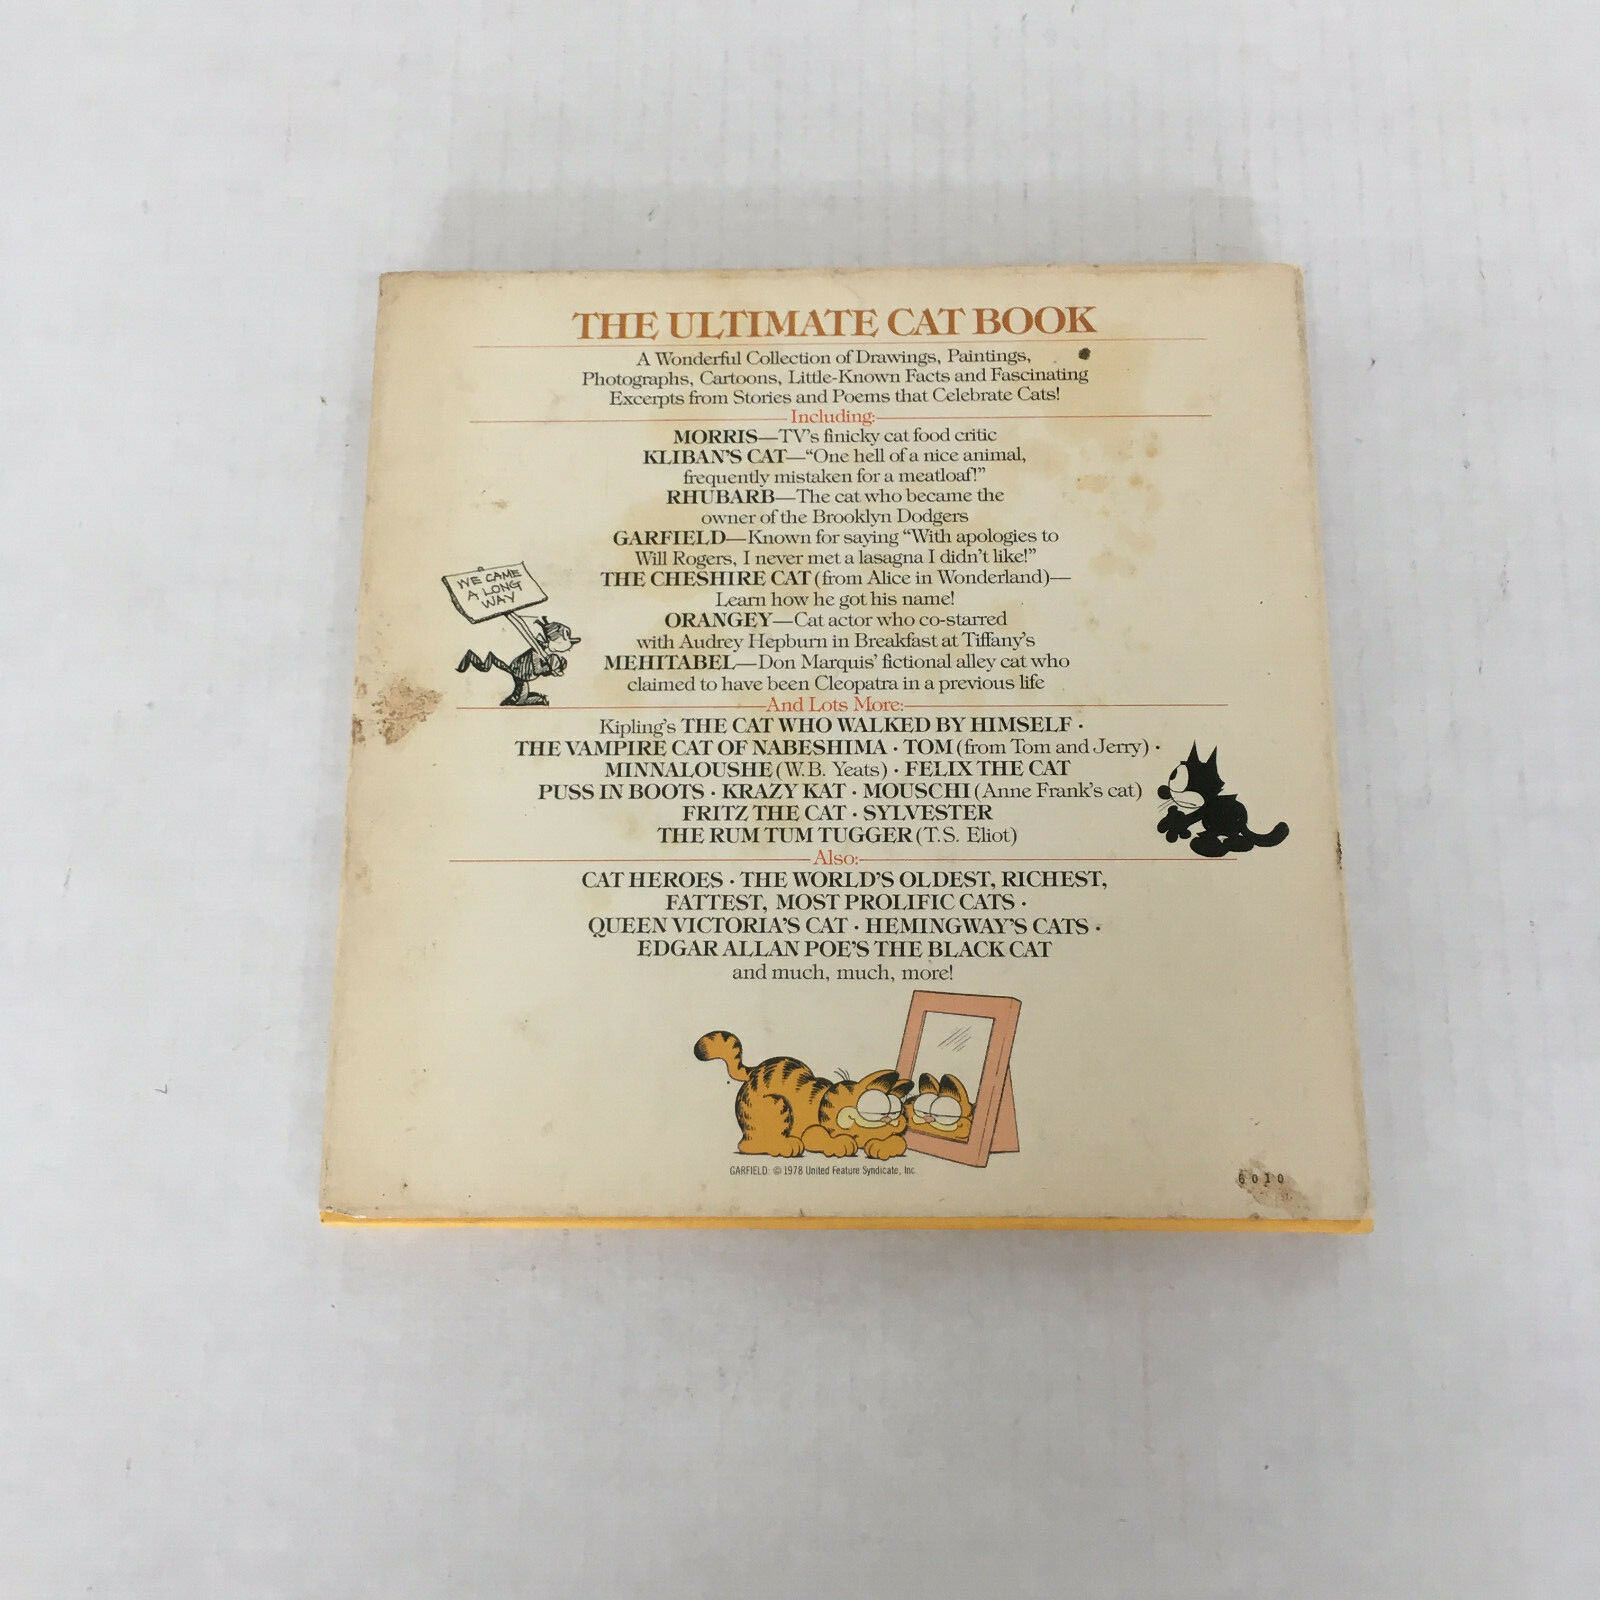 THE ULTIMATE CAT BOOK
A Wonderful Collection of Drawings, Paintings,
Photographs, Cartoons, Little-Known Facts and Fascinating
Excerpts from Stories and Poems that Celebrate Cats!
Including:
MORRIS—TV's finicky cat food critic
KLIBAN'S CAT—"One hell of a nice animal,
frequently mistaken for a meatloaf!"
RHUBARB—The cat who became the
owner of the Brooklyn Dodgers
GARFIELD—Known for saying "With apologies to
Will Rogers, I never met a lasagna I didn't like!"
THE CHESHIRE CAT (from Alice in Wonderland)—
Learn how he got his name!
ORANGEY—Cat actor who co-starred
with Audrey Hepburn in Breakfast at Tiffany's
MEHITABEL—Don Marquis' fictional alley cat who
claimed to have been Cleopatra in a previous life
WE CAME
A LONG
WAY
And Lots More:
Kipling's THE CAT WHO WALKED BY HIMSELF ·
THE VAMPIRE CAT OF NABESHIMA · TOM (from Tom and Jerry) ·
MINNALOUSHE (W.B. Yeats) · FELIX THE CAT
PUSS IN BOOTS · KRAZY KAT · MOUSCHI (Anne Frank's cat)
FRITZ THE CAT · SYLVESTER
THE RUM TUM TUGGER (T.S. Eliot)
Also:
CAT HEROES · THE WORLD'S OLDEST, RICHEST,
FATTEST, MOST PROLIFIC CATS ·
QUEEN VICTORIA'S CAT · HEMINGWAY'S CATS ·
EDGAR ALLAN POE'S THE BLACK CAT
and much, much, more!
GARFIELD: © 1978 United Feature Syndicate, Inc.
6010